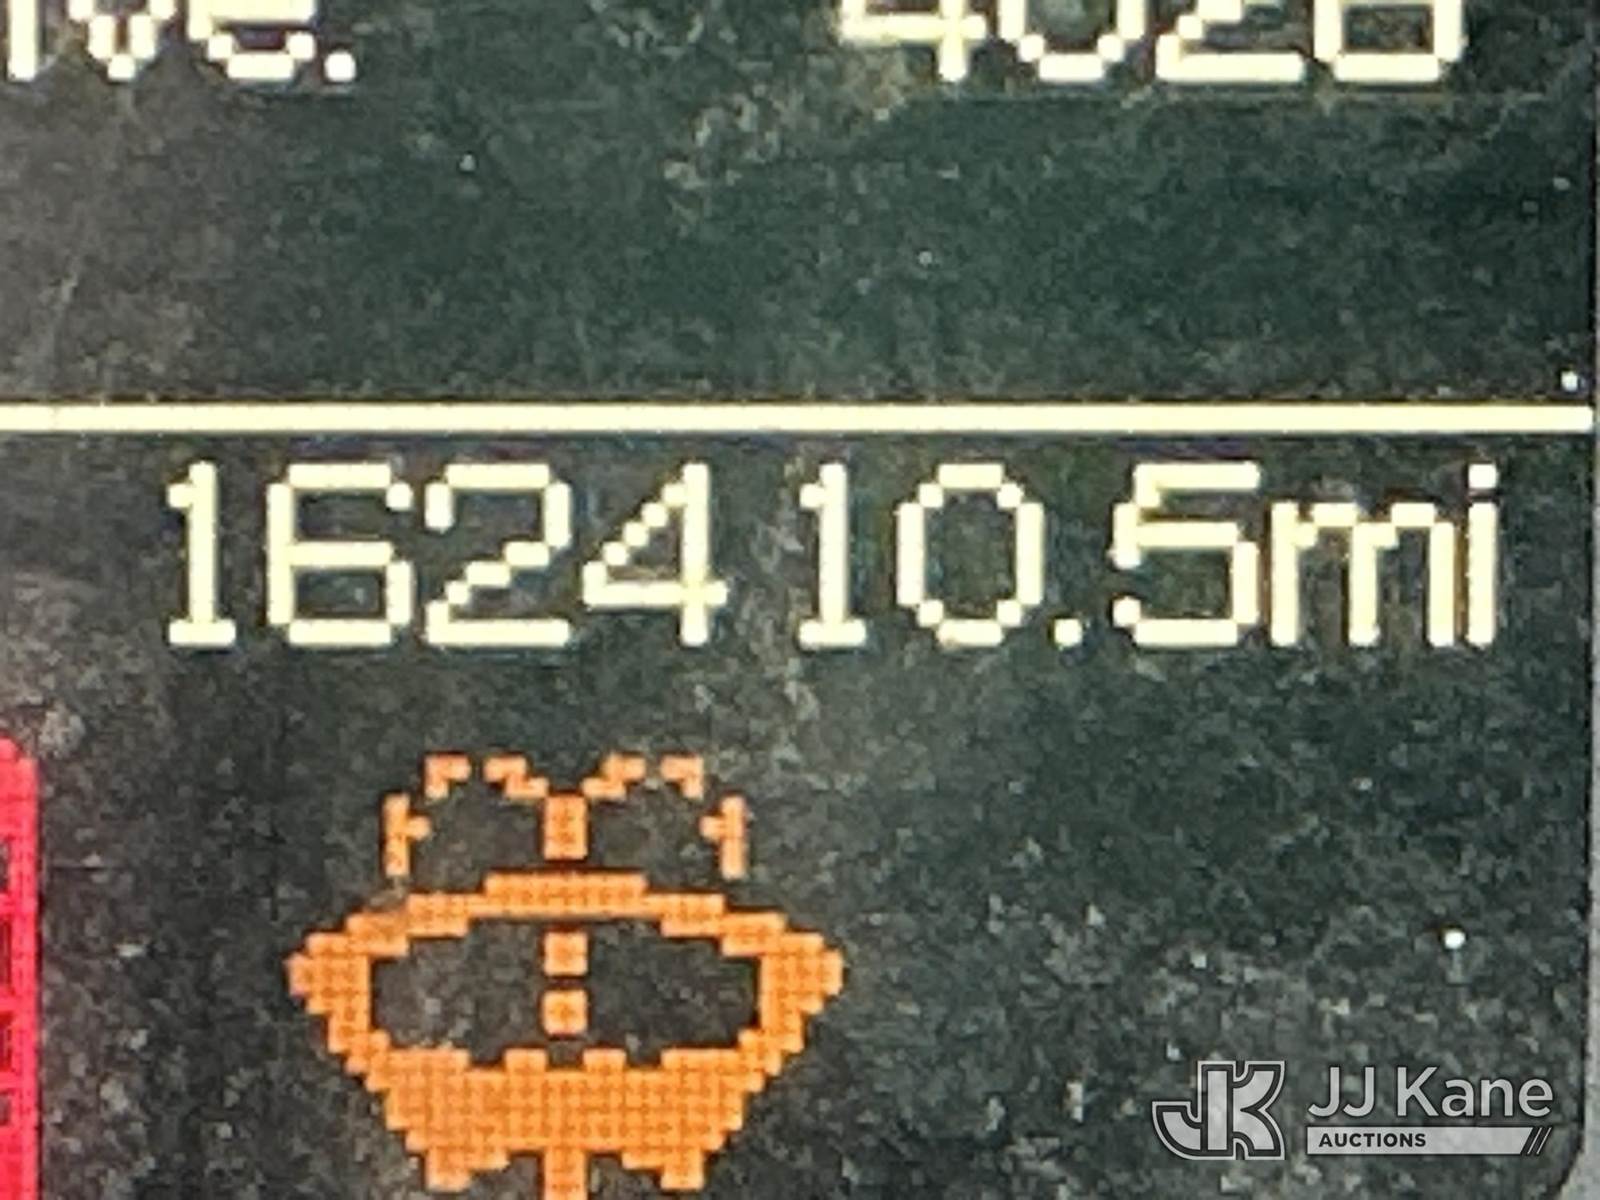 162410.5mi
JJ Kane
AUCTIONS